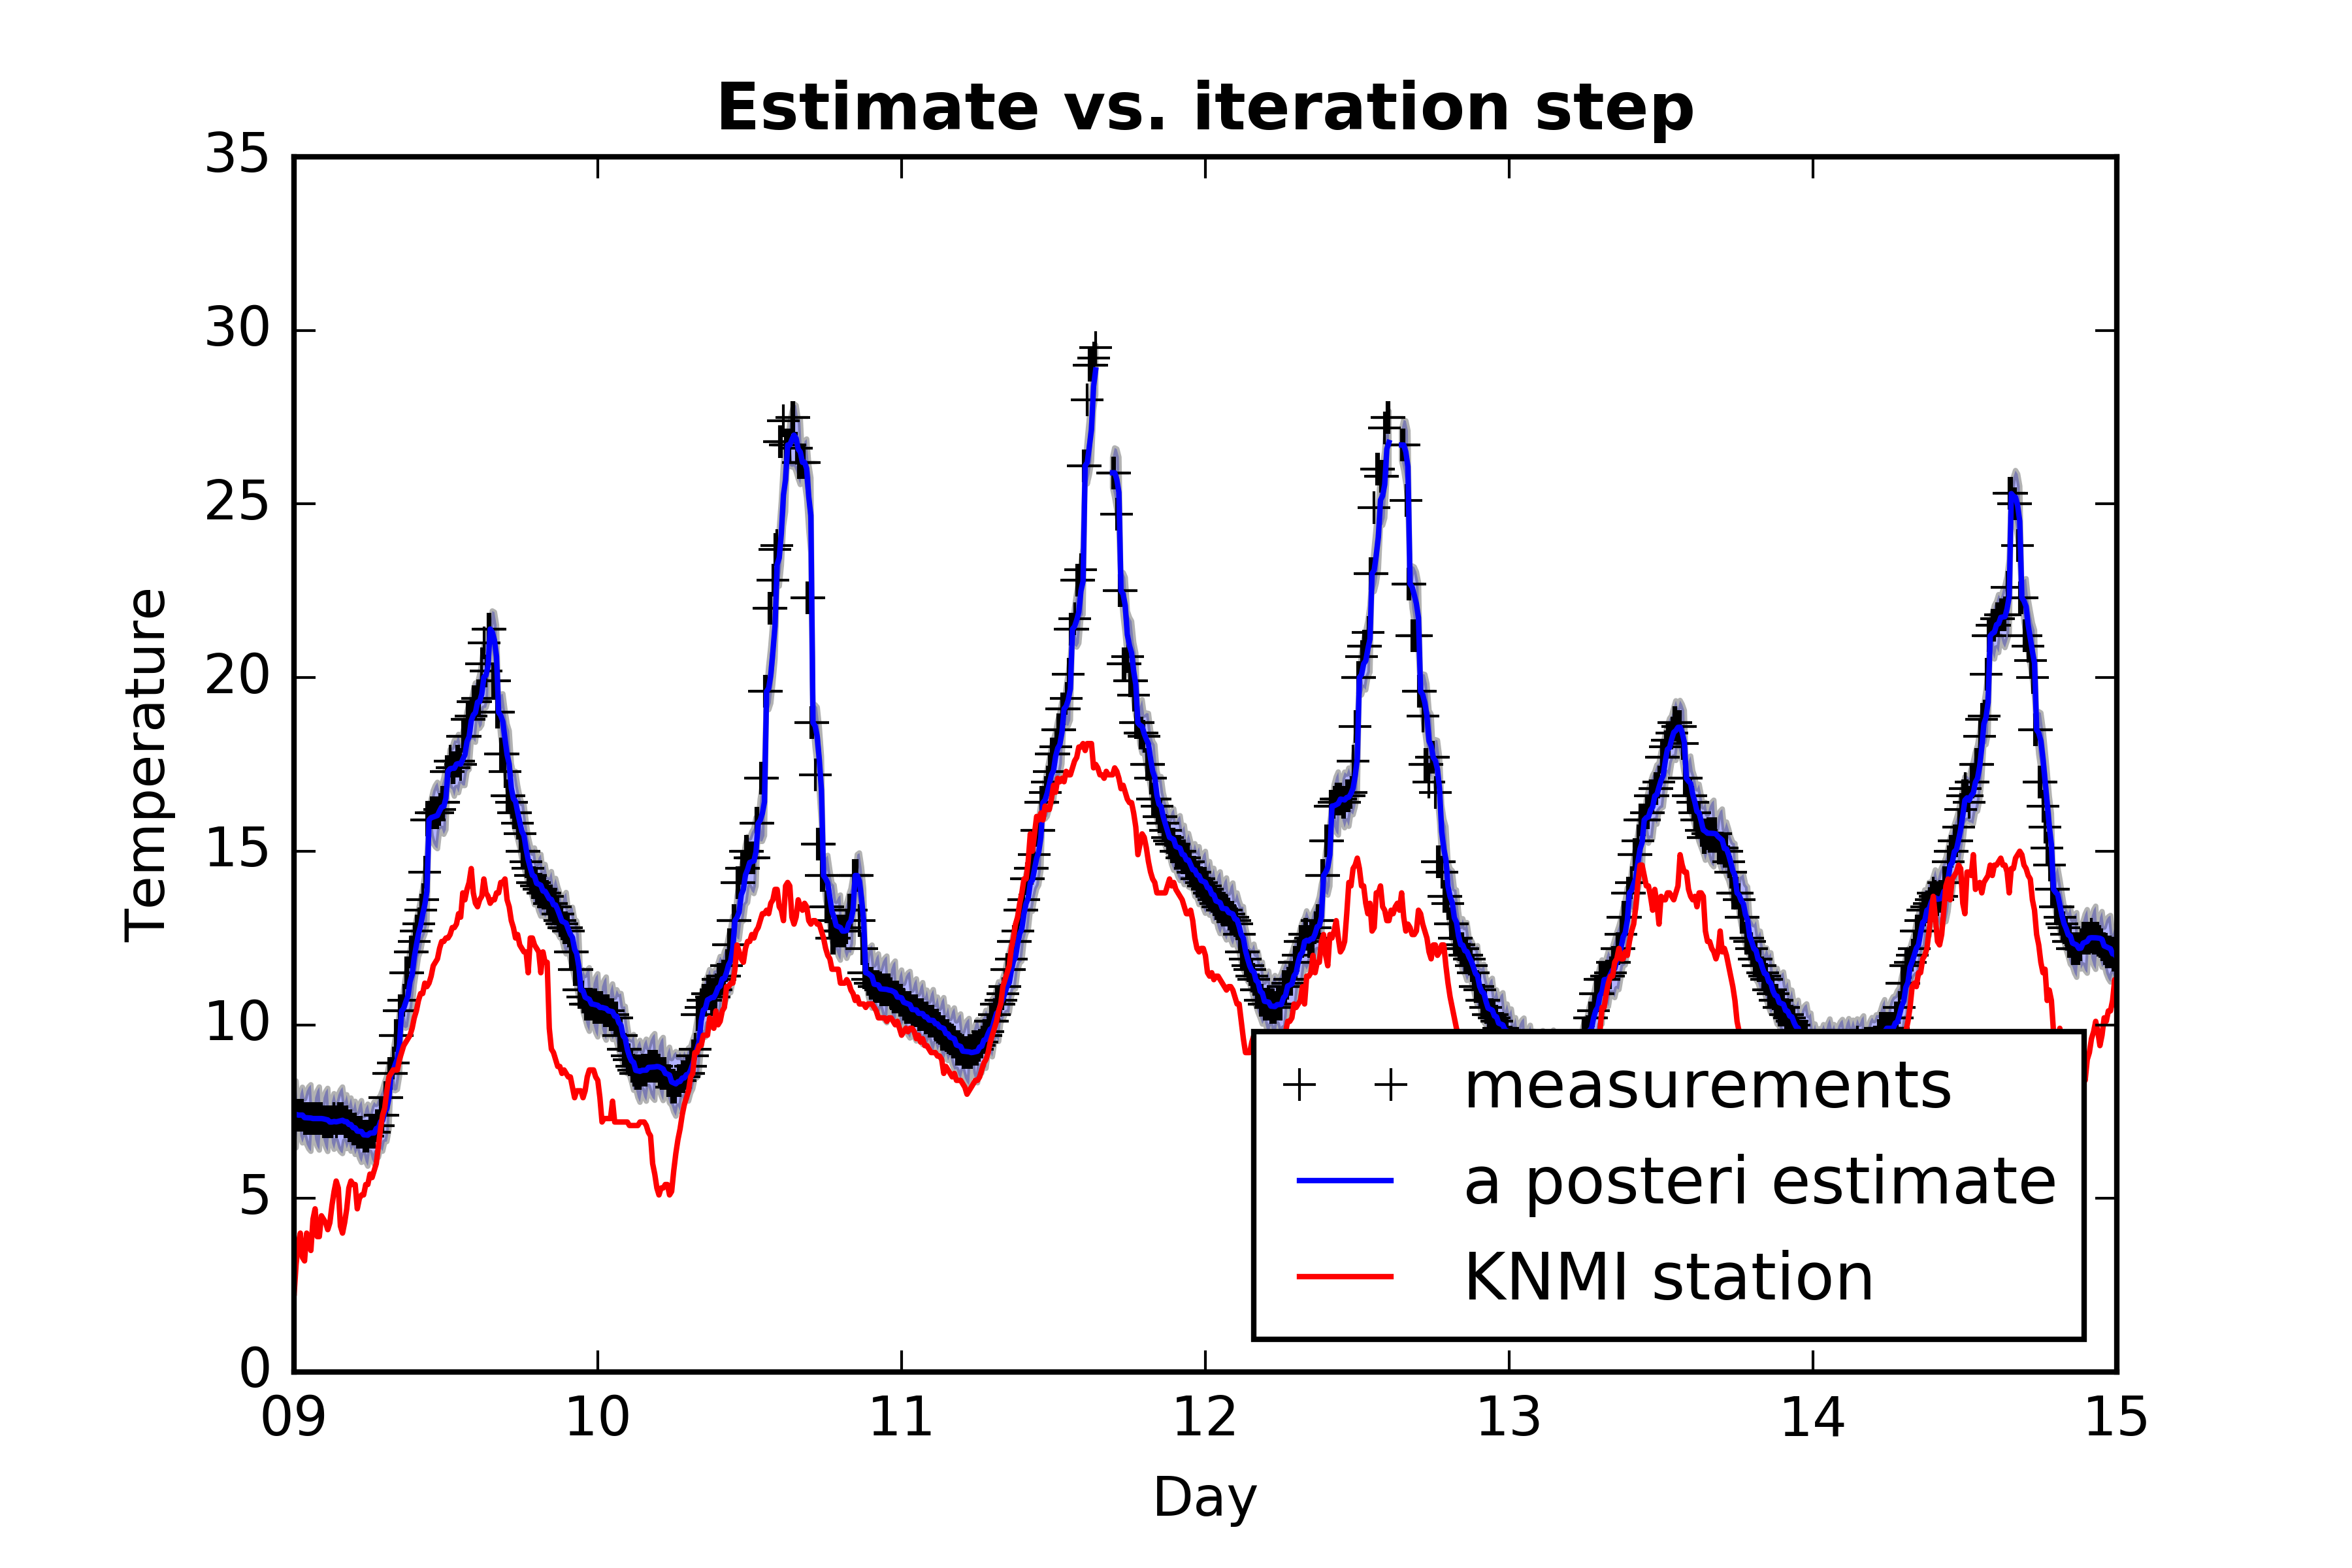 Estimate vs. iteration step
35
30
25
20
15
10
5
0
Temperature
09 10 11 12 13 14 15
Day
measurements
a posteri estimate
KNMI station